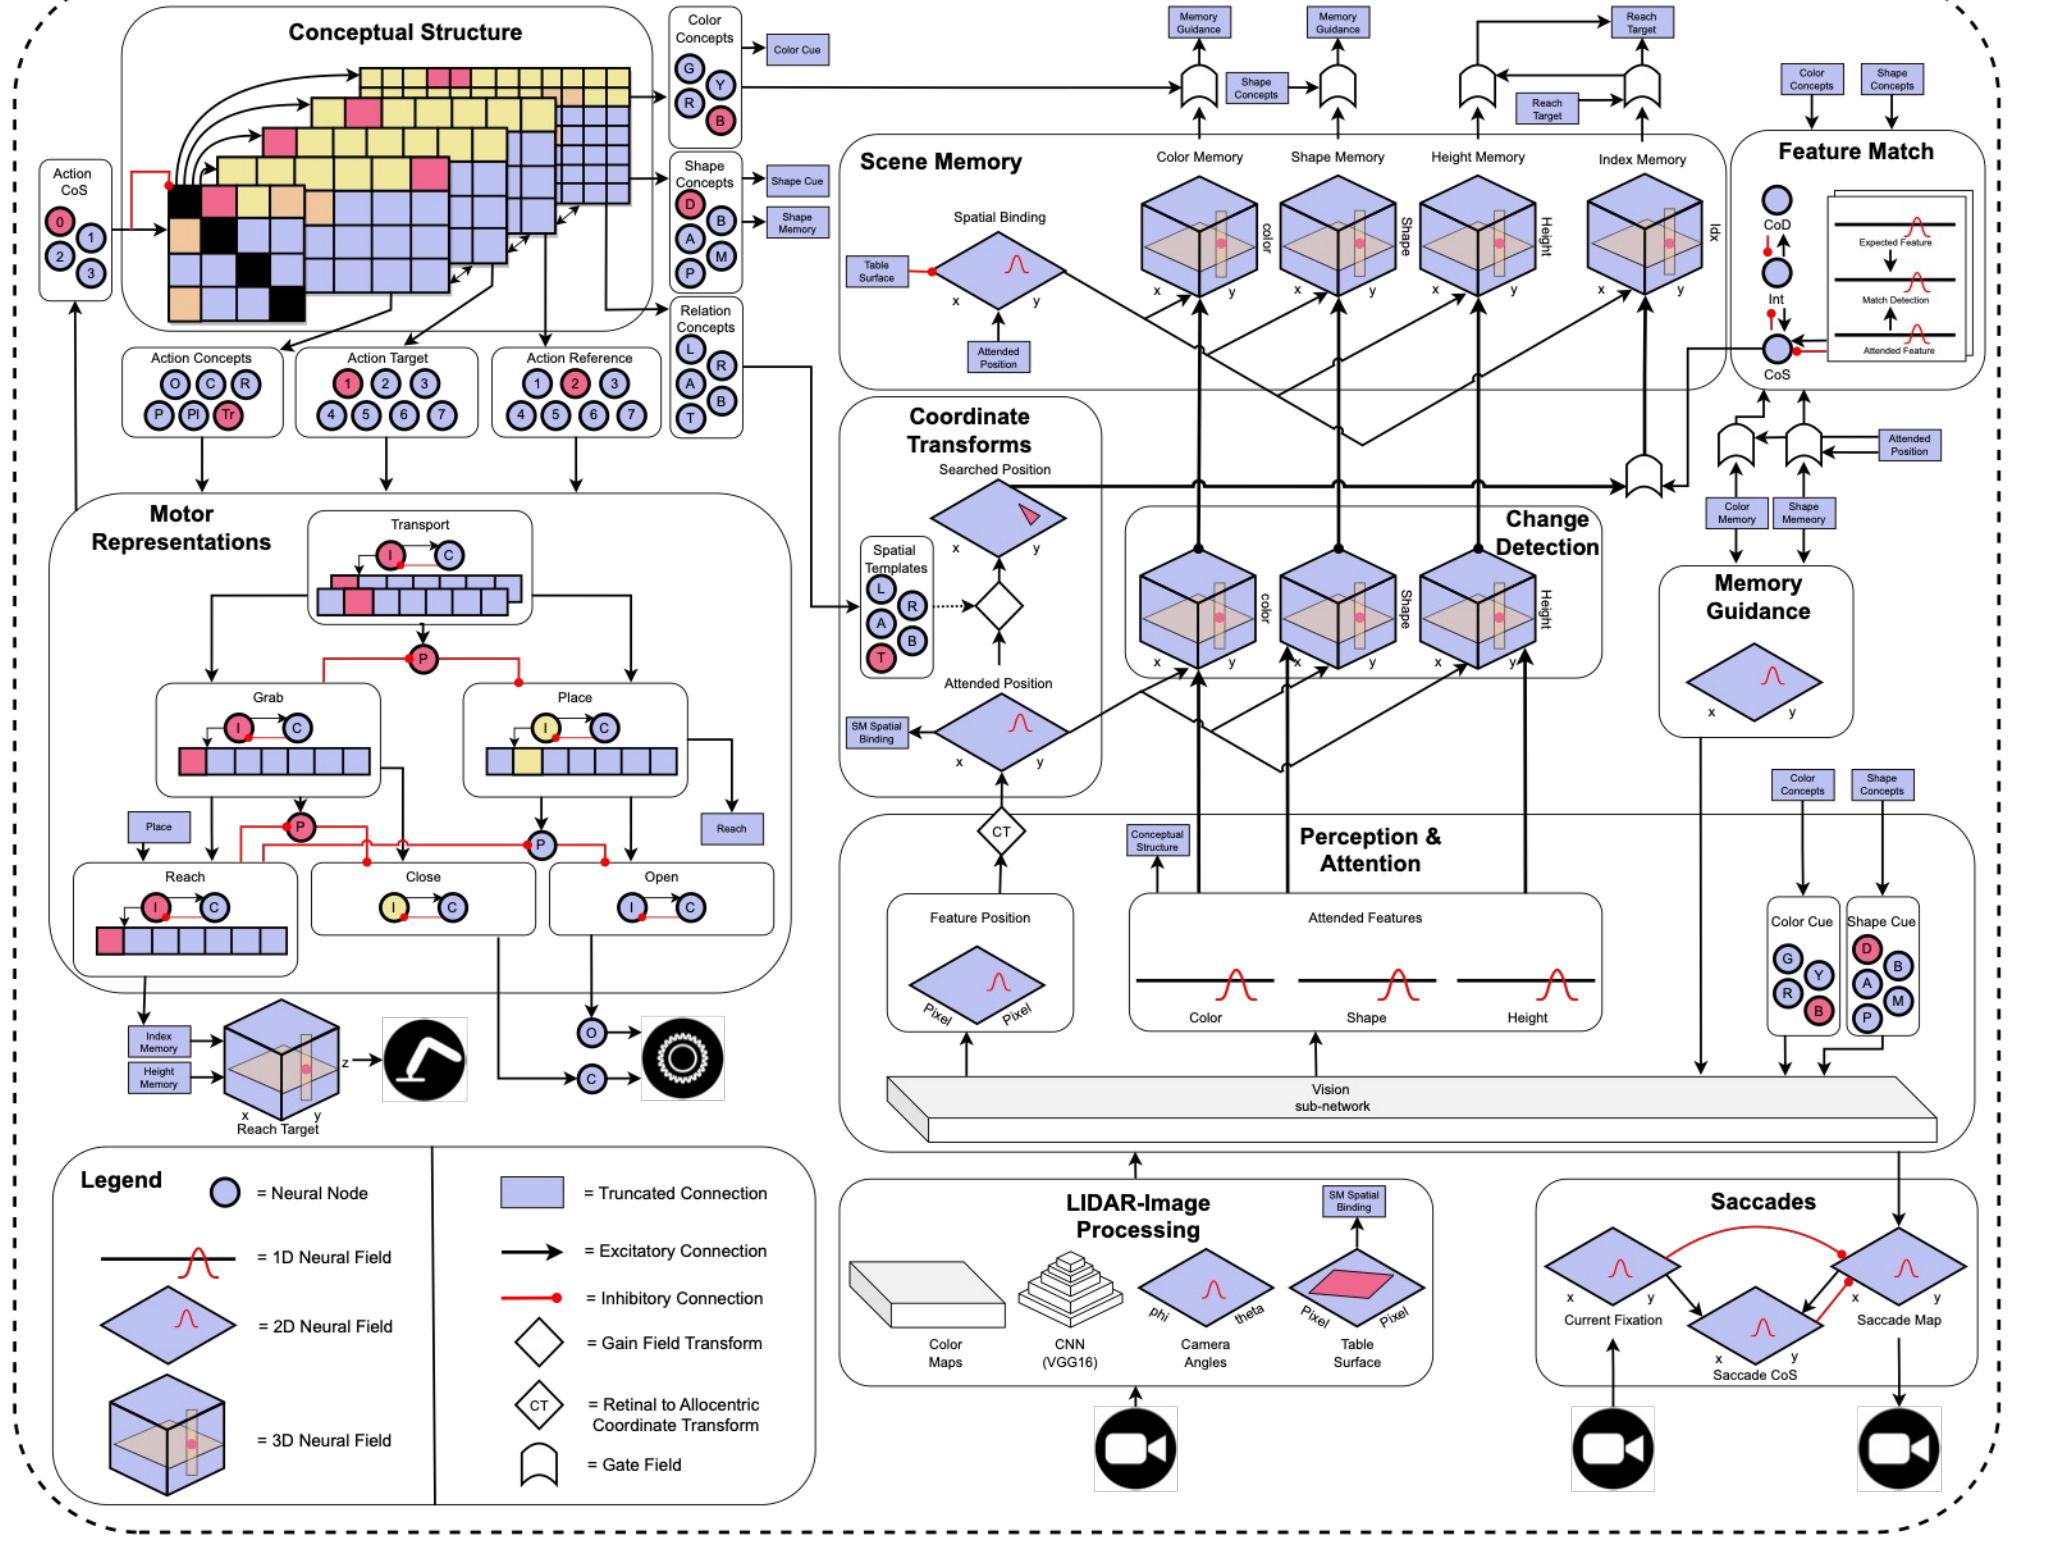 Conceptual Structure
Action
CoS
0
1
2
3
Color
Concepts
G
Y
R
B
Color Cue
Shape
Concepts
D
B
A
M
P
Shape Cue
Shape
Memory
Relation
Concepts
L
R
A
B
T
Action Concepts
O
C
R
P
Pl
Tr
Action Target
1
2
3
4
5
6
7
Action Reference
1
2
3
4
5
6
7
Motor
Representations
Transport
I
C
P
Grab
I
C
Place
I
C
P
P
Place
Reach
Reach
I
C
Close
I
C
Open
I
C
Index
Memory
Height
Memory
x
y
z
Reach Target
O
C
Legend
= Neural Node
= 1D Neural Field
= 2D Neural Field
= 3D Neural Field
= Truncated Connection
= Excitatory Connection
= Inhibitory Connection
= Gain Field Transform
CT
= Retinal to Allocentric
Coordinate Transform
= Gate Field
Memory
Guidance
Memory
Guidance
Reach
Target
Shape
Concepts
Reach
Target
Scene Memory
Color Memory
Shape Memory
Height Memory
Index Memory
Spatial Binding
Table
Surface
x
y
Attended
Position
color
x
y
Shape
x
y
Height
x
y
Idx
x
y
Color
Concepts
Shape
Concepts
Feature Match
CoD
Int
CoS
Expected Feature
Match Detection
Attended Feature
Attended
Position
Color
Memory
Shape
Memeory
Memory
Guidance
x
y
Coordinate
Transforms
Searched Position
x
y
Spatial
Templates
L
R
A
B
T
Attended Position
SM Spatial
Binding
x
y
Change
Detection
color
x
y
Shape
x
y
Height
x
y
CT
Conceptual
Structure
Perception &
Attention
Feature Position
Pixel
Pixel
Attended Features
Color
Shape
Height
Color
Concepts
Shape
Concepts
Color Cue
G
Y
R
B
Shape Cue
D
B
A
M
P
Vision
sub-network
LIDAR-Image
Processing
SM Spatial
Binding
Color
Maps
CNN
(VGG16)
phi
theta
Camera
Angles
Pixel
Pixel
Table
Surface
Saccades
x
y
Current Fixation
x
y
Saccade CoS
x
y
Saccade Map